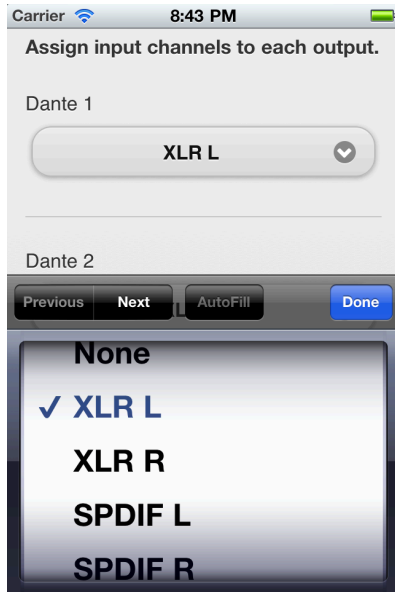 Carrier 8:43 PM
Assign input channels to each output.
Dante 1
XLR L
Dante 2
Previous Next AutoFill Done
None
✓ XLR L
XLR R
SPDIF L
SPDIF R